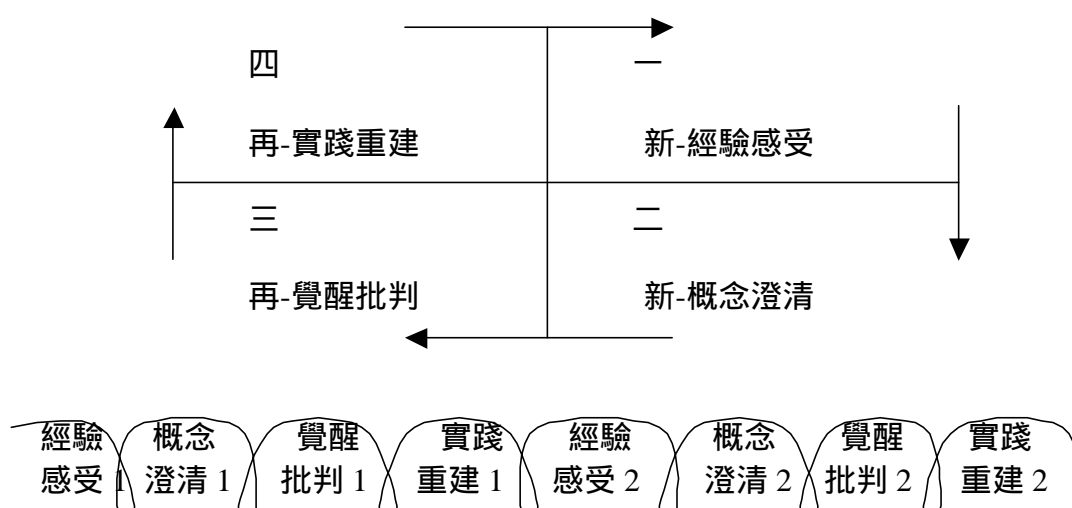 四 一
再-實踐重建 新-經驗感受
三 二
再-覺醒批判 新-概念澄清
經驗 概念 覺醒 實踐 經驗 概念 覺醒 實踐
感受 1 澄清 1 批判 1 重建 1 感受 2 澄清 2 批判 2 重建 2